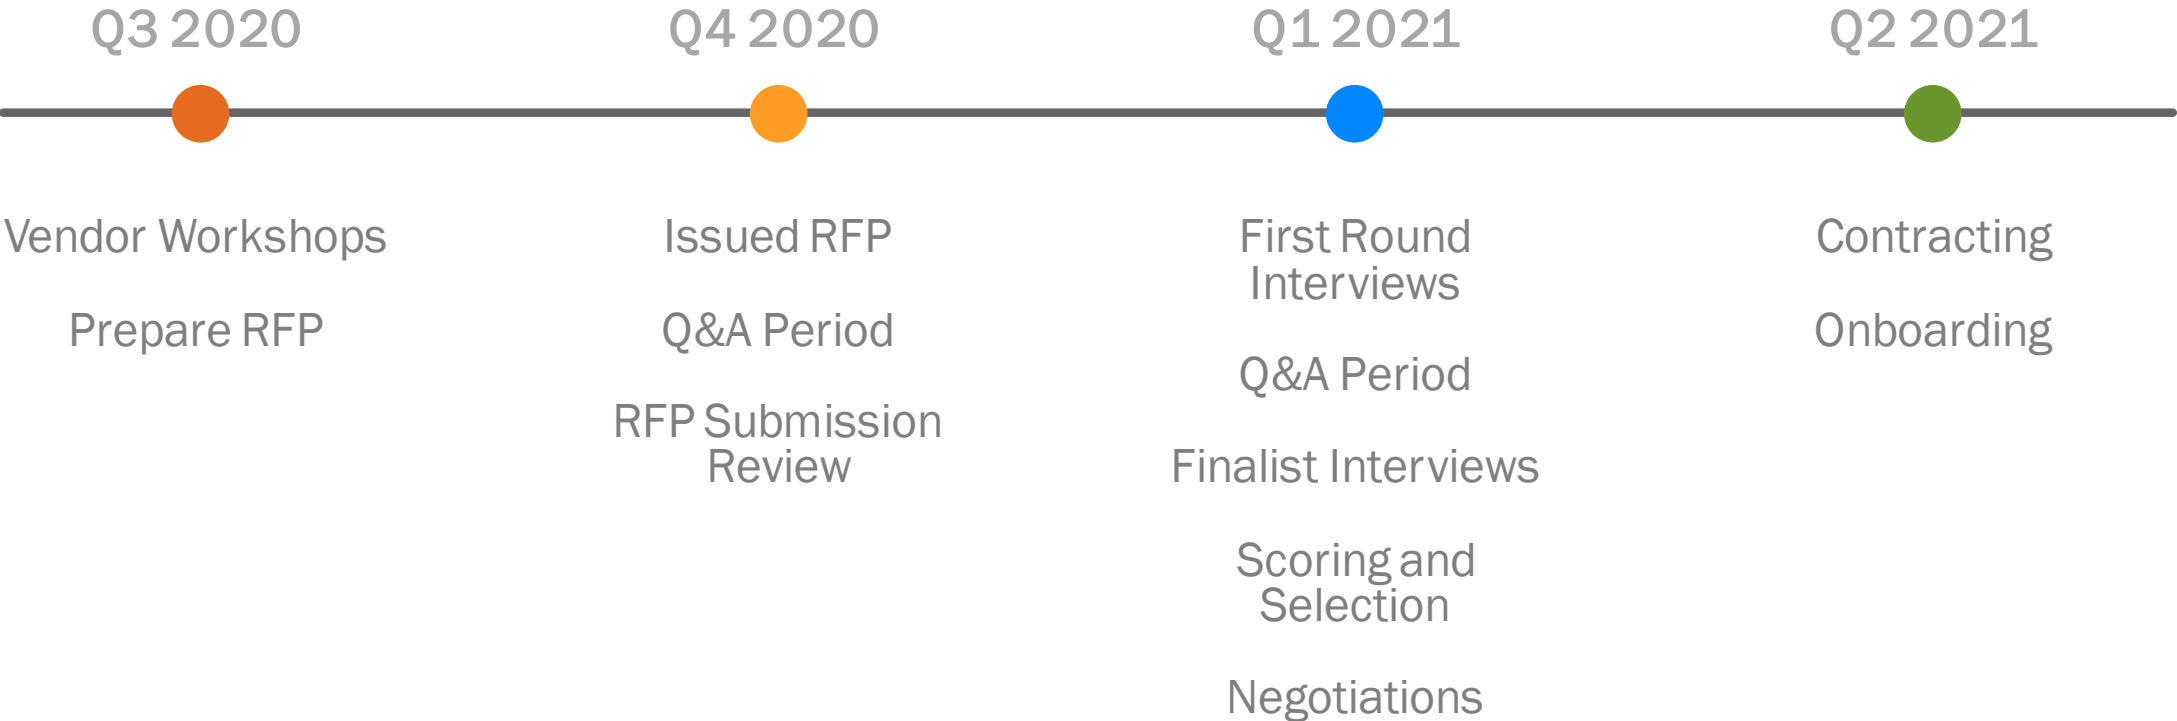 Q3 2020
Q4 2020
Q1 2021
Q2 2021
Vendor Workshops
Prepare RFP
Issued RFP
Q&A Period
RFP Submission
Review
First Round
Interviews
Q&A Period
Finalist Interviews
Scoring and
Selection
Negotiations
Contracting
Onboarding